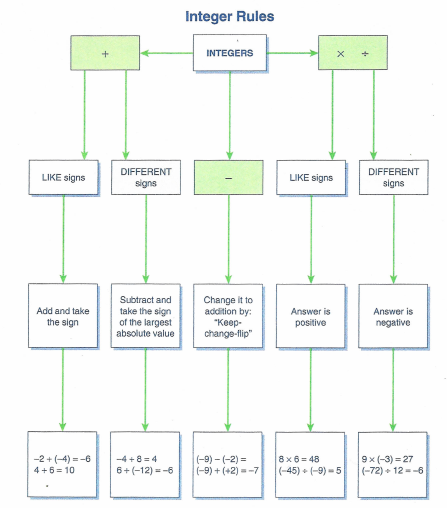 Integer Rules
+
INTEGERS
× ÷
LIKE signs
DIFFERENT
signs
−
LIKE signs
DIFFERENT
signs
Add and take
the sign
Subtract and
take the sign
of the largest
absolute value
Change it to
addition by:
"Keep-
change-flip"
Answer is
positive
Answer is
negative
−2 + (−4) = −6
4 + 6 = 10
−4 + 8 = 4
6 + (−12) = −6
(−9) − (−2) =
(−9) + (+2) = −7
8 × 6 = 48
(−45) ÷ (−9) = 5
9 × (−3) = 27
(−72) ÷ 12 = −6